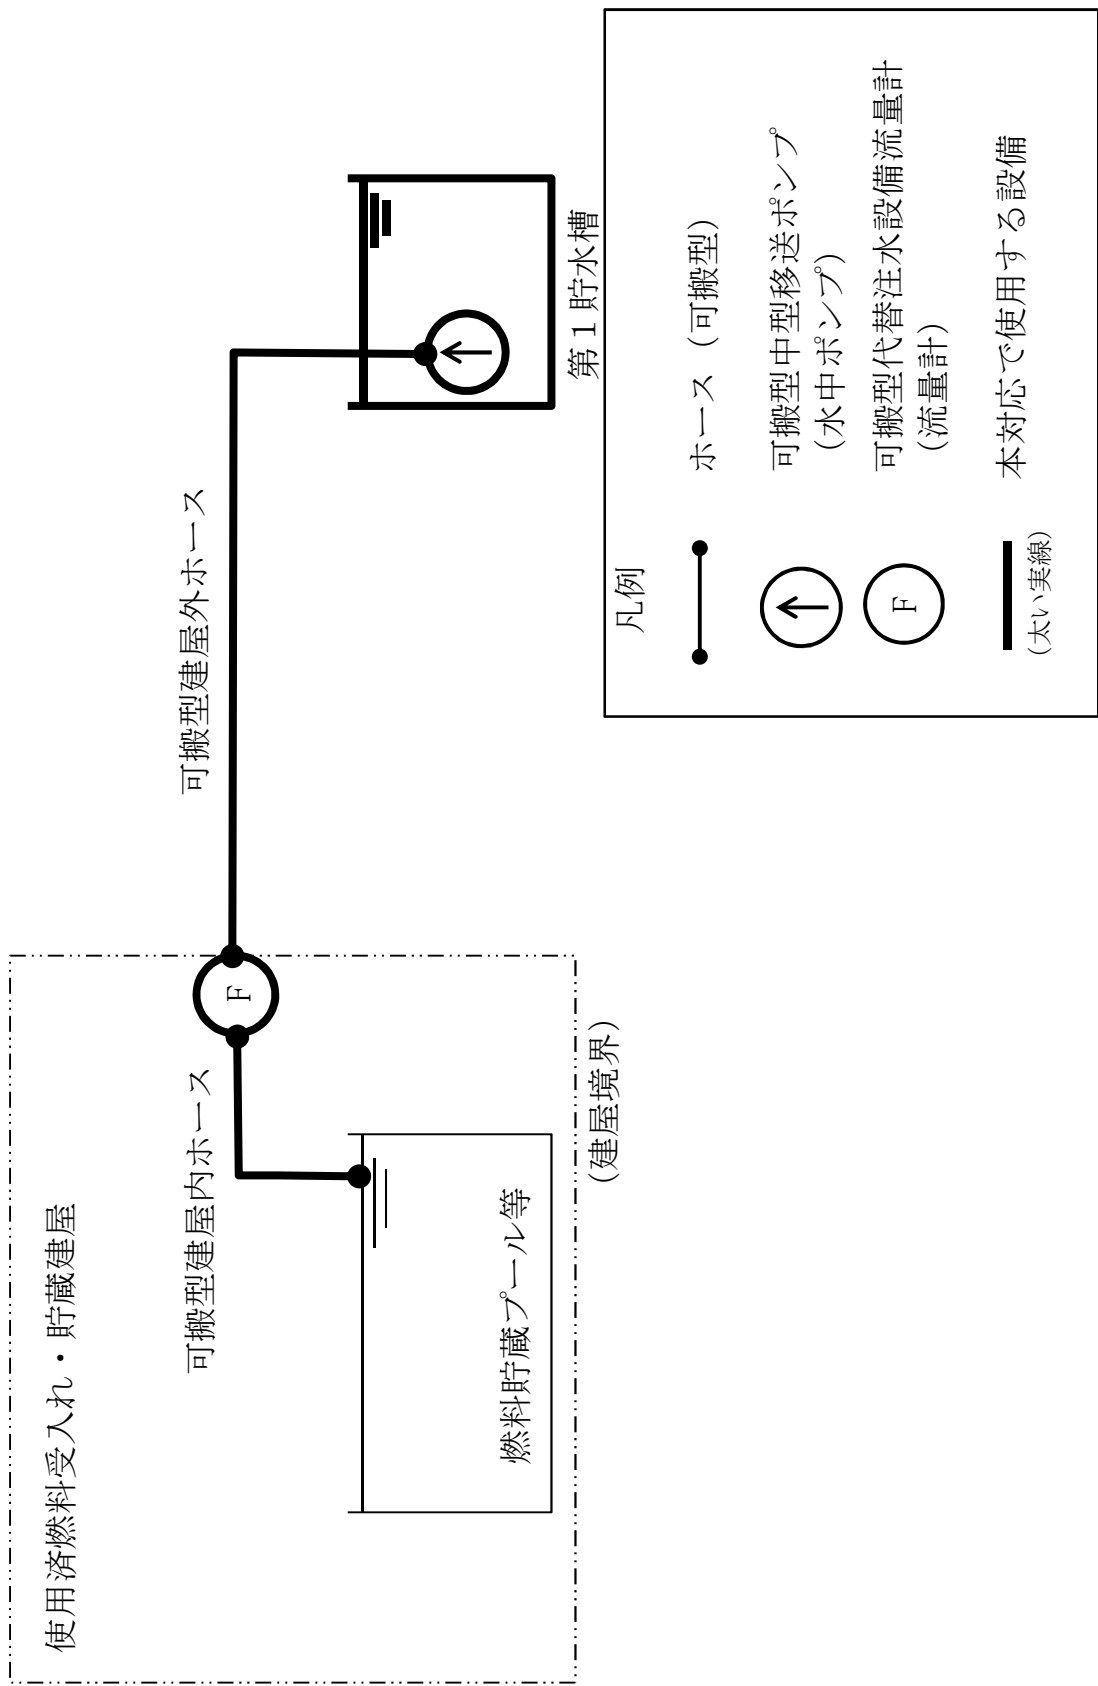 使用済燃料受入れ・貯蔵建屋
可搬型建屋内ホース
F
可搬型建屋外ホース
燃料貯蔵プール等
(建屋境界)
第1貯水槽
凡例
ホース (可搬型)
可搬型中型移送ポンプ
(水中ポンプ)
F
可搬型代替注水設備流量計
(流量計)
(太い実線)
本対応で使用する設備